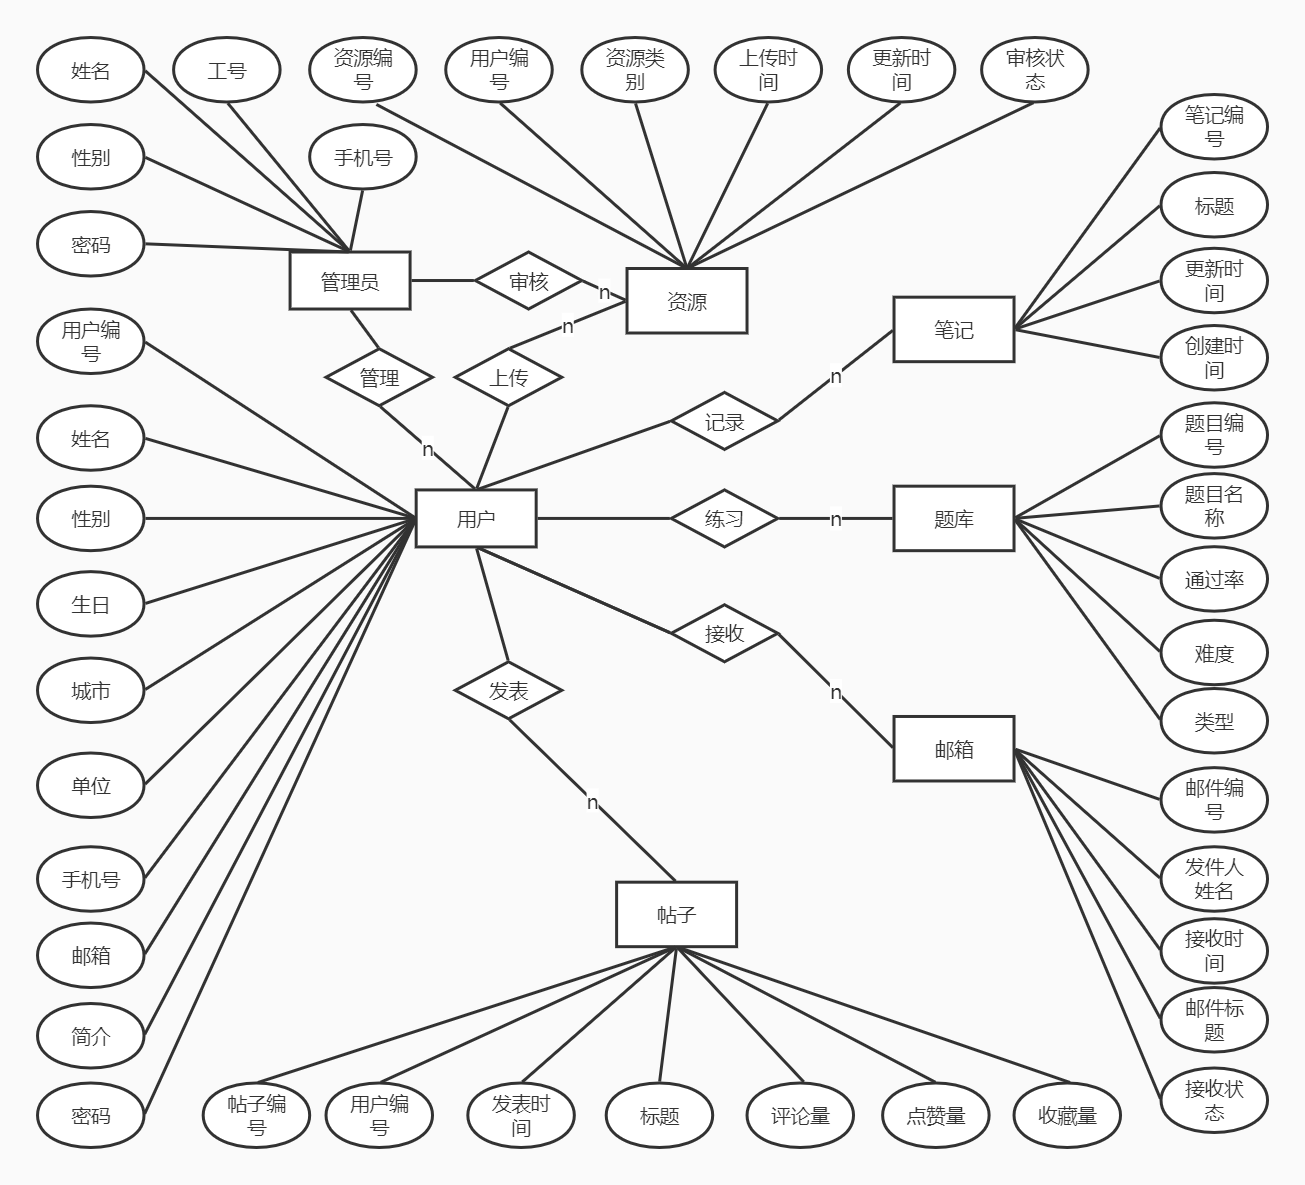 姓名
工号
资源编
号
用户编
号
资源类
别
上传时
间
更新时
间
审核状
态
笔记编
号
性别
手机号
标题
密码
管理员
审核
n
资源
更新时
间
n
笔记
用户编
号
创建时
间
管理
上传
n
记录
姓名
n
题目编
号
性别
用户
练习
n
题库
题目名
称
通过率
生日
接收
难度
城市
发表
n
邮箱
类型
单位
n
邮件编
号
手机号
发件人
姓名
帖子
邮箱
接收时
间
简介
邮件标
题
密码
帖子编
号
用户编
号
发表时
间
标题
评论量
点赞量
收藏量
接收状
态